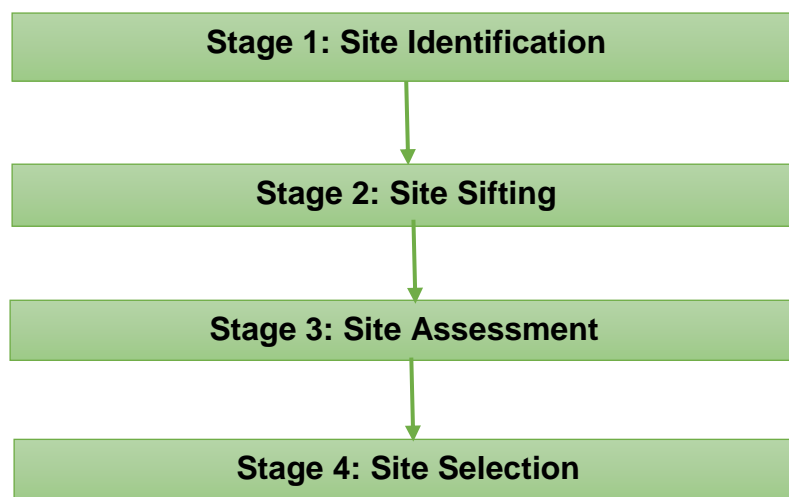 Stage 1: Site Identification
Stage 2: Site Sifting
Stage 3: Site Assessment
Stage 4: Site Selection